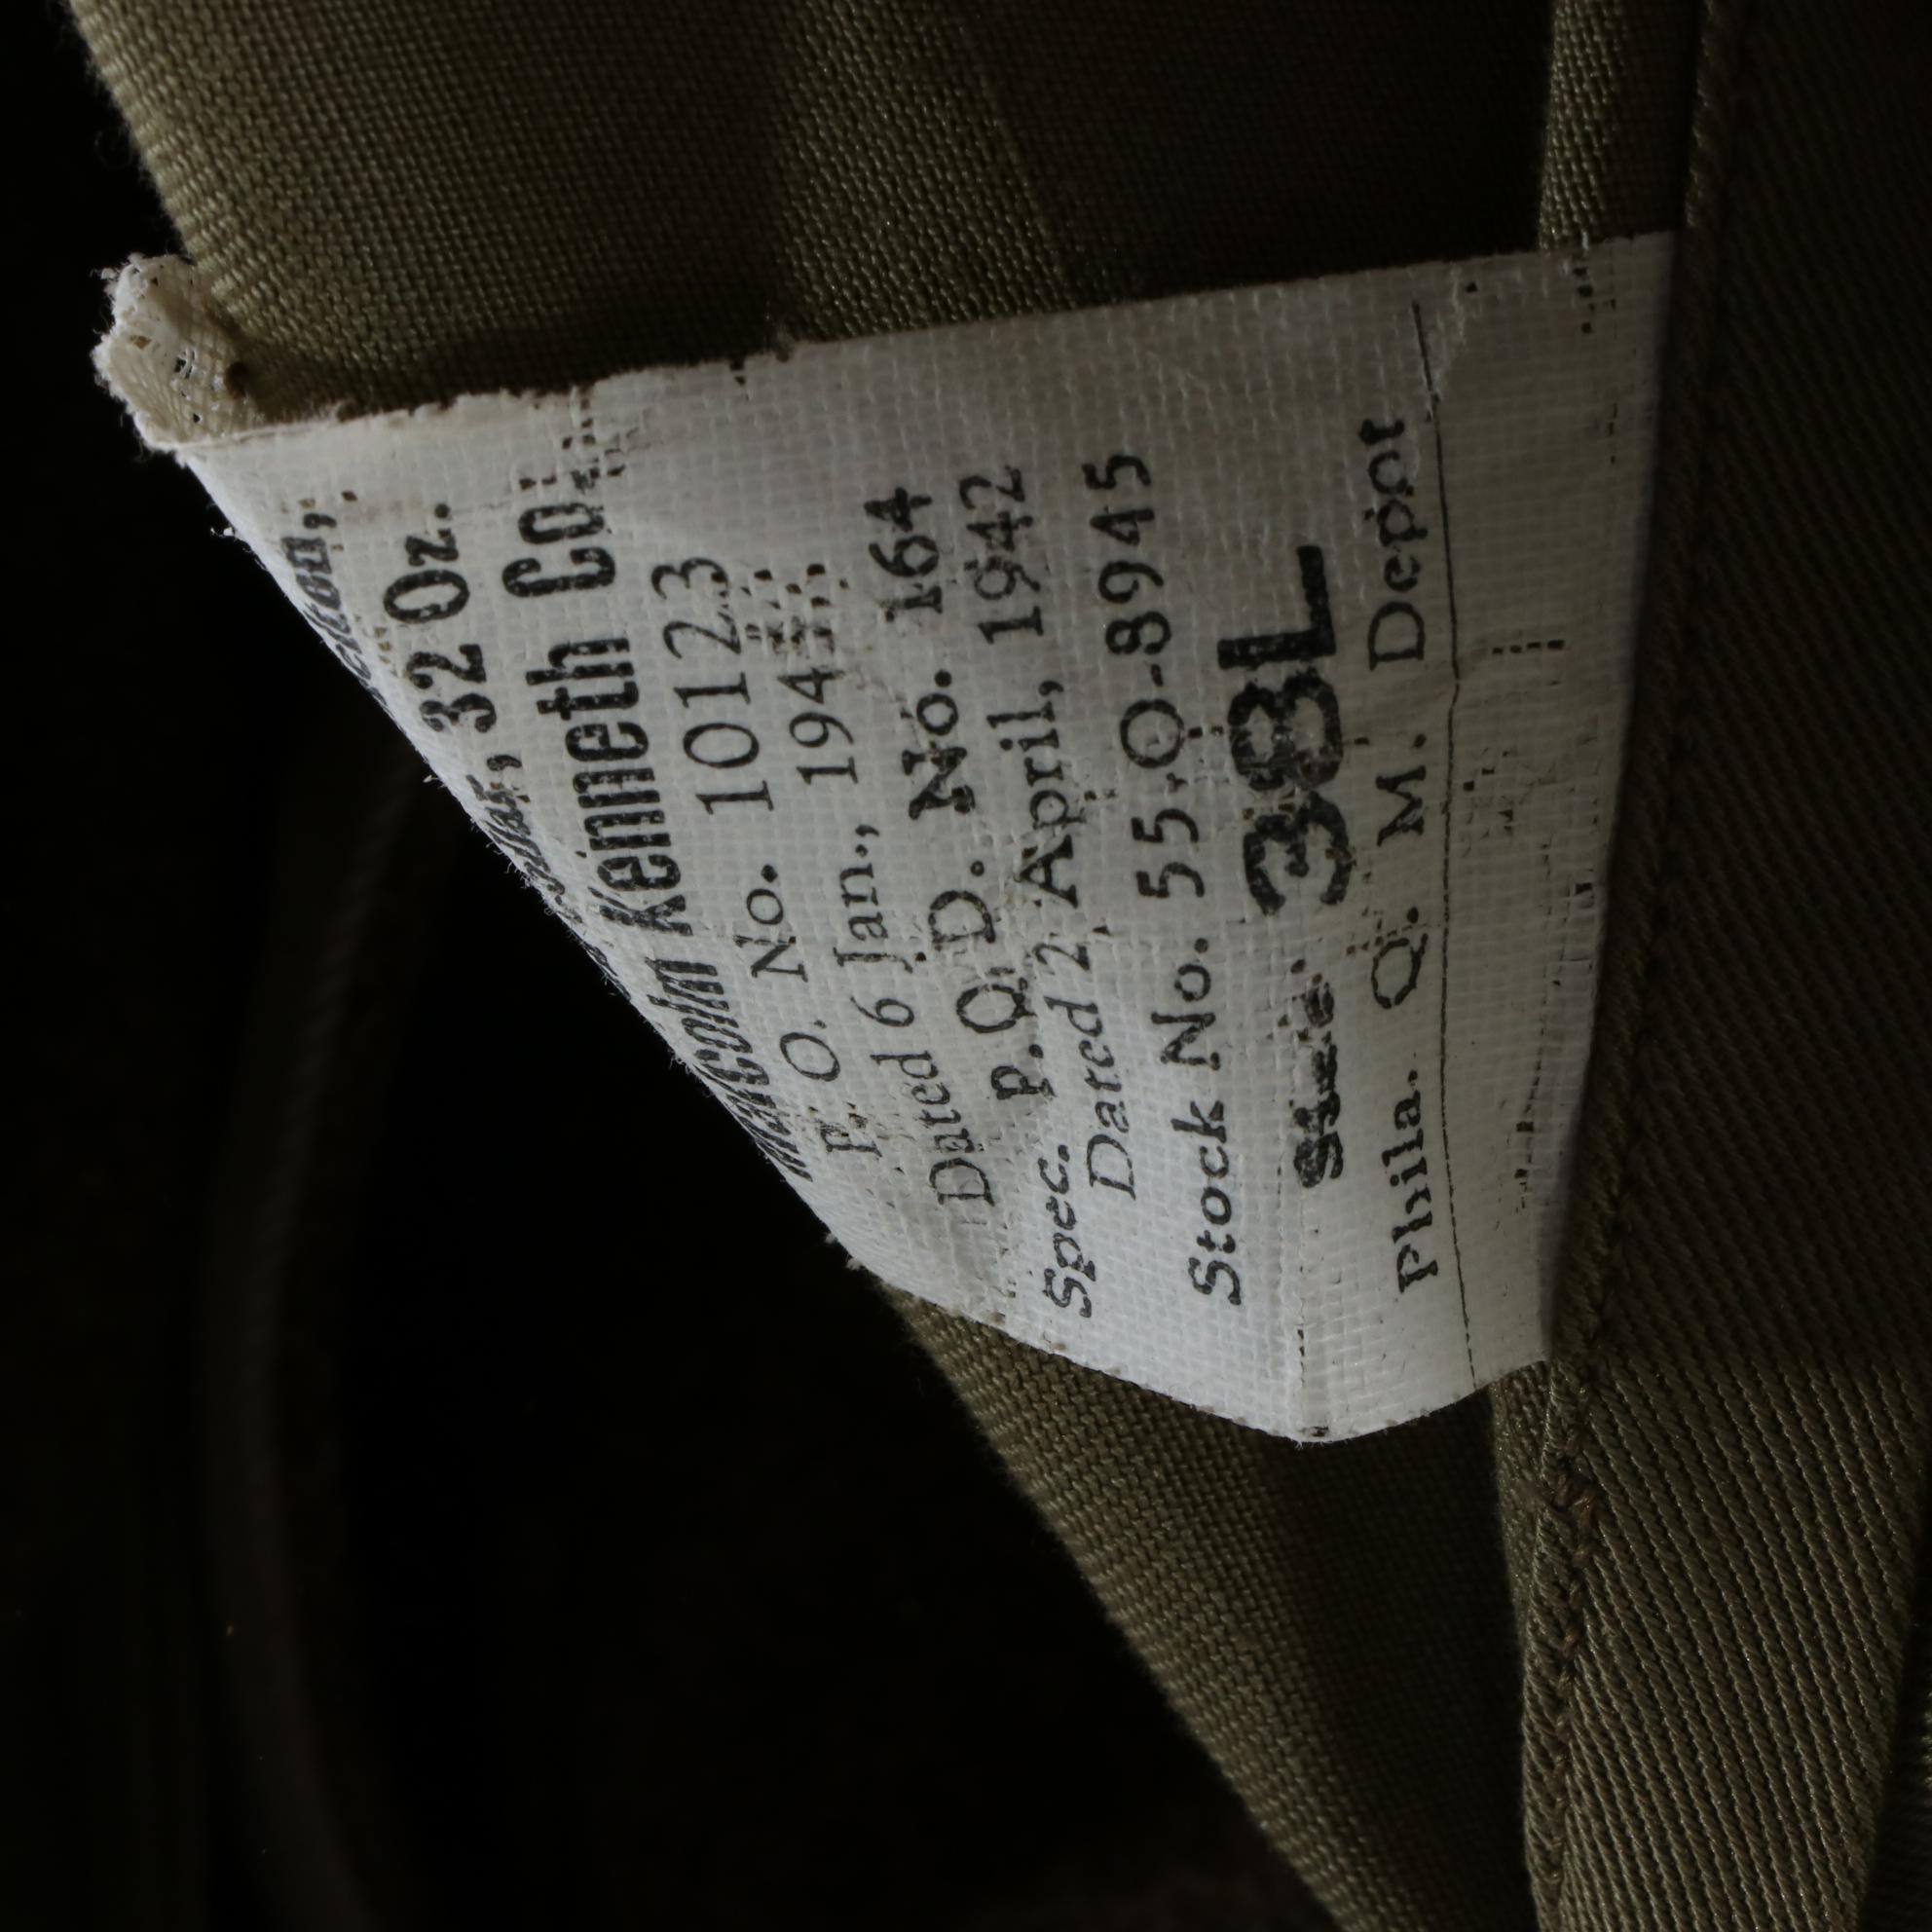 32 Oz.
Malcolm Kenneth Co.
P. O. No. 10123
Dated 6 Jan., 194
Spec. P.Q.D. No. 164
Dated 2 April, 1942
Stock No. 55-O-8945
Size 38L
Phila. Q. M. Depot